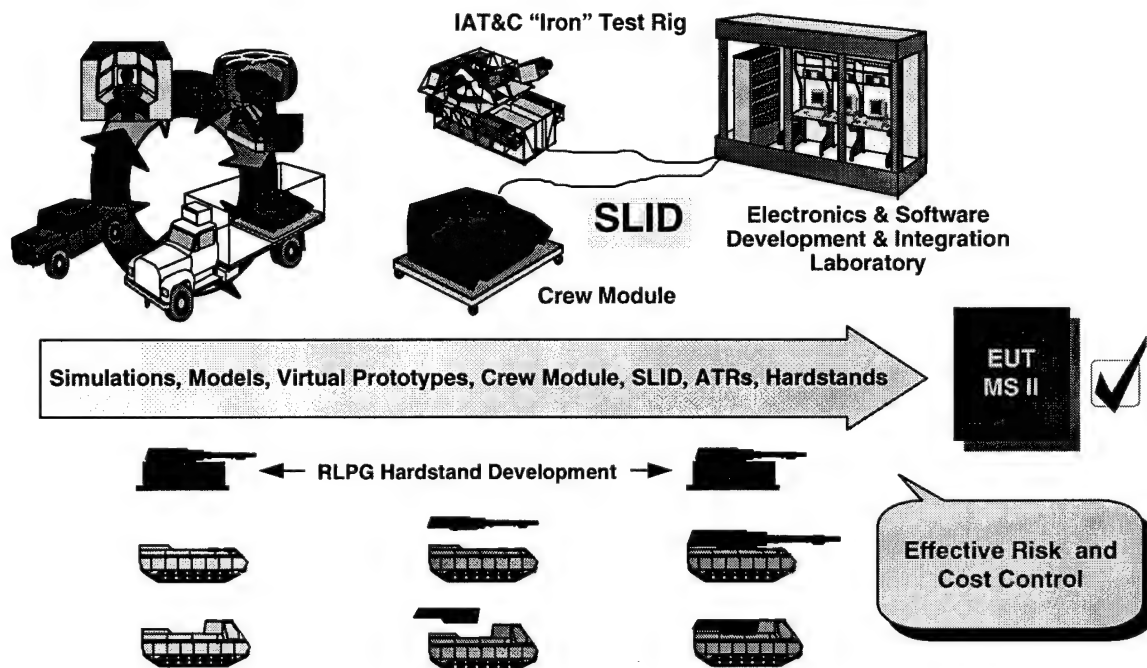 IAT&C “Iron” Test Rig
SLID
Electronics & Software
Development & Integration
Laboratory
Crew Module
Simulations, Models, Virtual Prototypes, Crew Module, SLID, ATRs, Hardstands
EUT
MS II
RLPG Hardstand Development
Effective Risk and
Cost Control